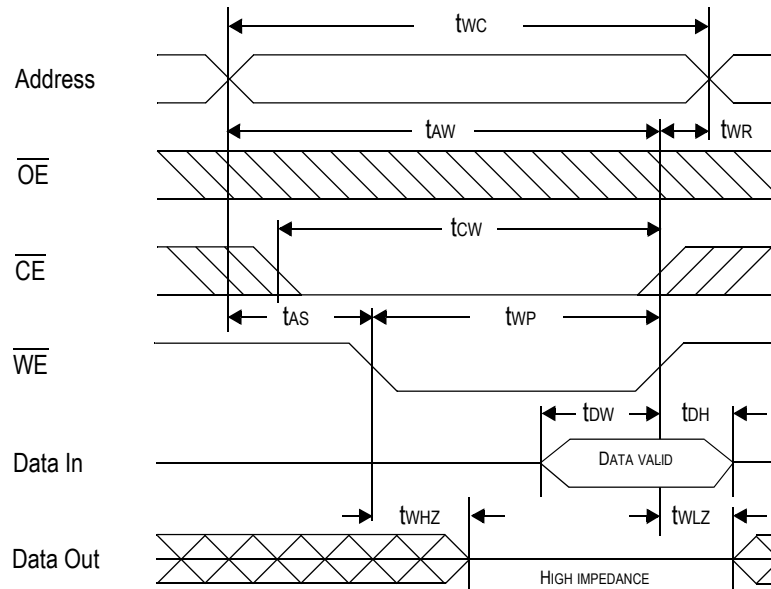 tWC
Address
tAW
tWR
OE
tCW
CE
tAS
tWP
WE
tDW
tDH
Data In
DATA VALID
tWHZ
tWLZ
Data Out
HIGH IMPEDANCE